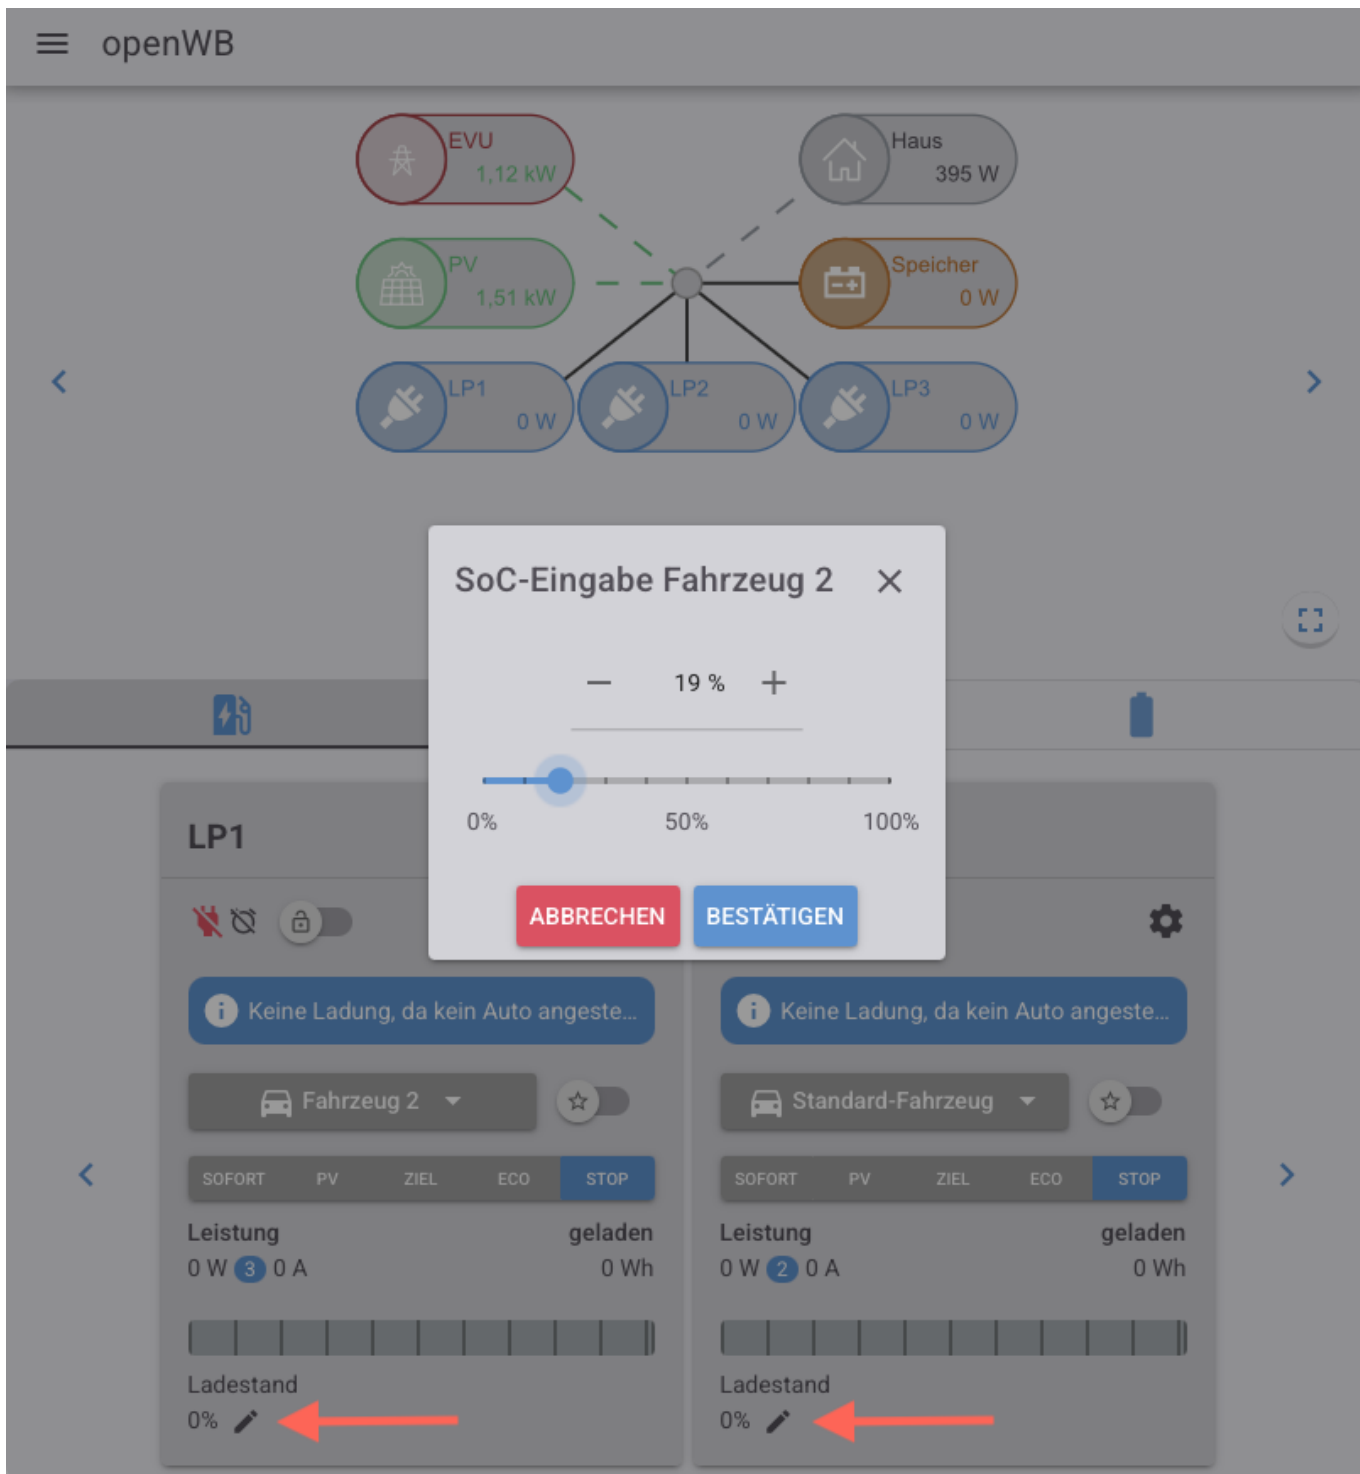 openWB
EVU
1,12 kW
Haus
395 W
PV
1,51 kW
Speicher
0 W
LP1
0 W
LP2
0 W
LP3
0 W
SoC-Eingabe Fahrzeug 2
19 %
0% 50% 100%
ABBRECHEN BESTÄTIGEN
LP1
Keine Ladung, da kein Auto angeste...
Fahrzeug 2
SOFORT PV ZIEL ECO STOP
Leistung geladen
0 W 3 0 A 0 Wh
Ladestand
0%
Keine Ladung, da kein Auto angeste...
Standard-Fahrzeug
SOFORT PV ZIEL ECO STOP
Leistung geladen
0 W 2 0 A 0 Wh
Ladestand
0%